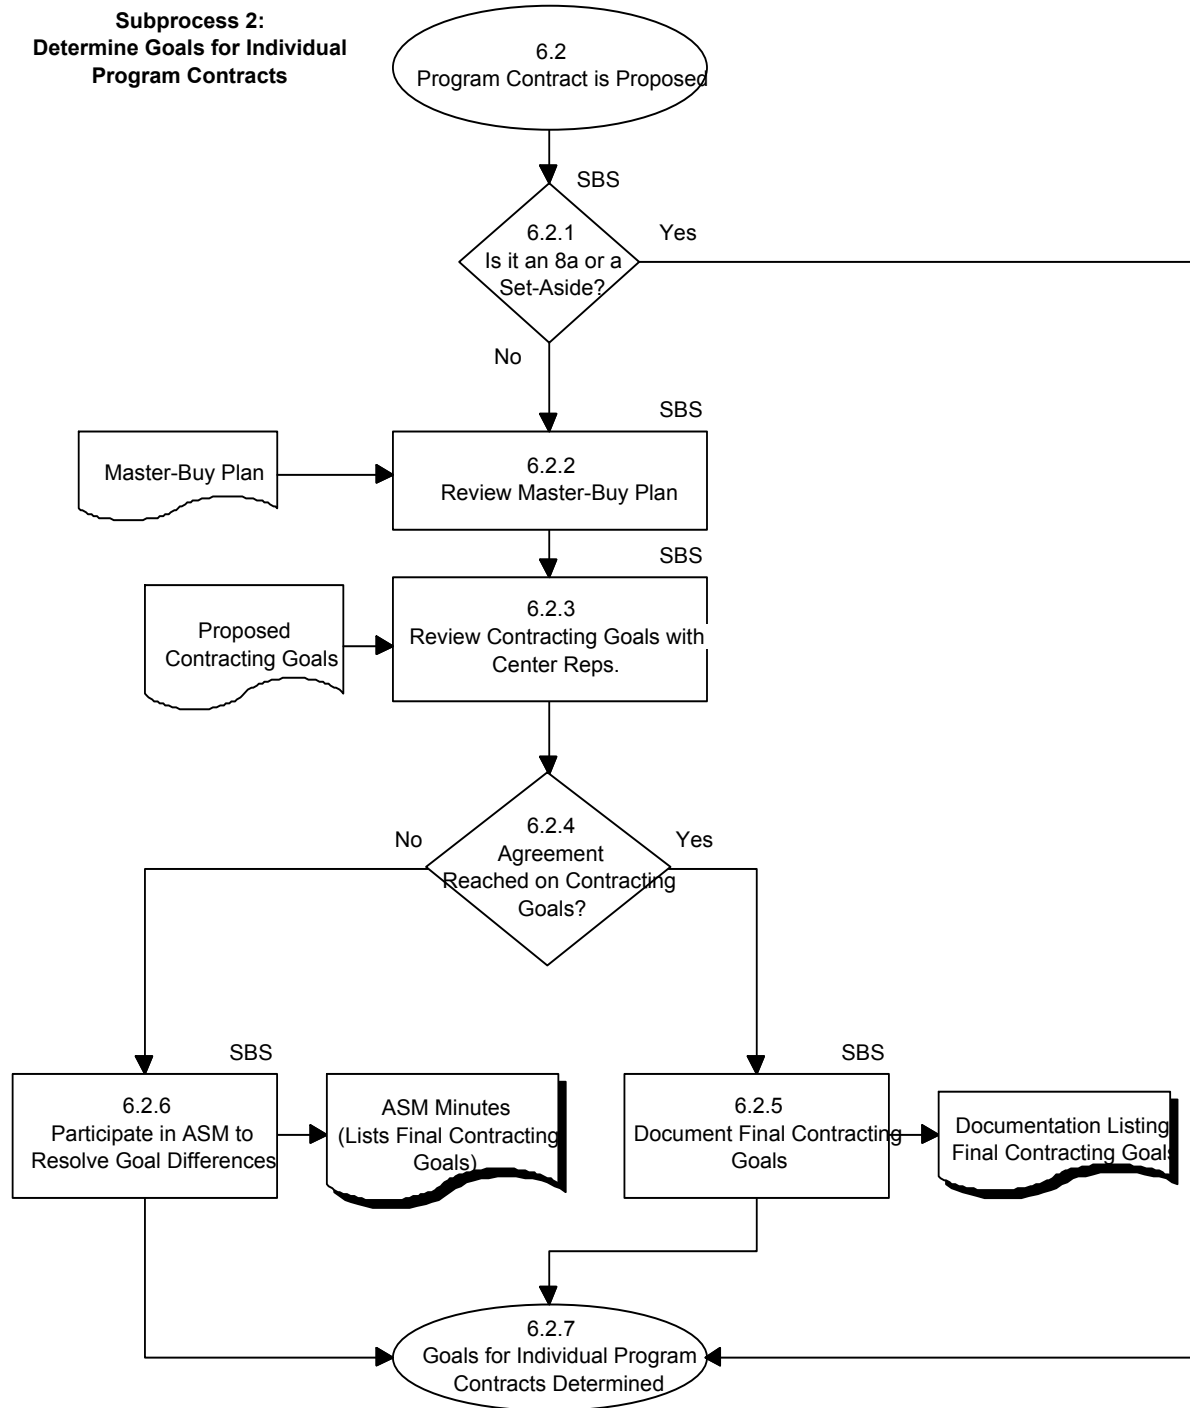 Subprocess 2:
Determine Goals for Individual
Program Contracts
6.2
Program Contract is Proposed
SBS
6.2.1
Is it an 8a or a
Set-Aside?
Yes
No
SBS
Master-Buy Plan
6.2.2
Review Master-Buy Plan
SBS
Proposed
Contracting Goals
6.2.3
Review Contracting Goals with
Center Reps.
No
6.2.4
Agreement
Reached on Contracting
Goals?
Yes
SBS
6.2.6
Participate in ASM to
Resolve Goal Differences
ASM Minutes
(Lists Final Contracting
Goals)
SBS
6.2.5
Document Final Contracting
Goals
Documentation Listing
Final Contracting Goals
6.2.7
Goals for Individual Program
Contracts Determined